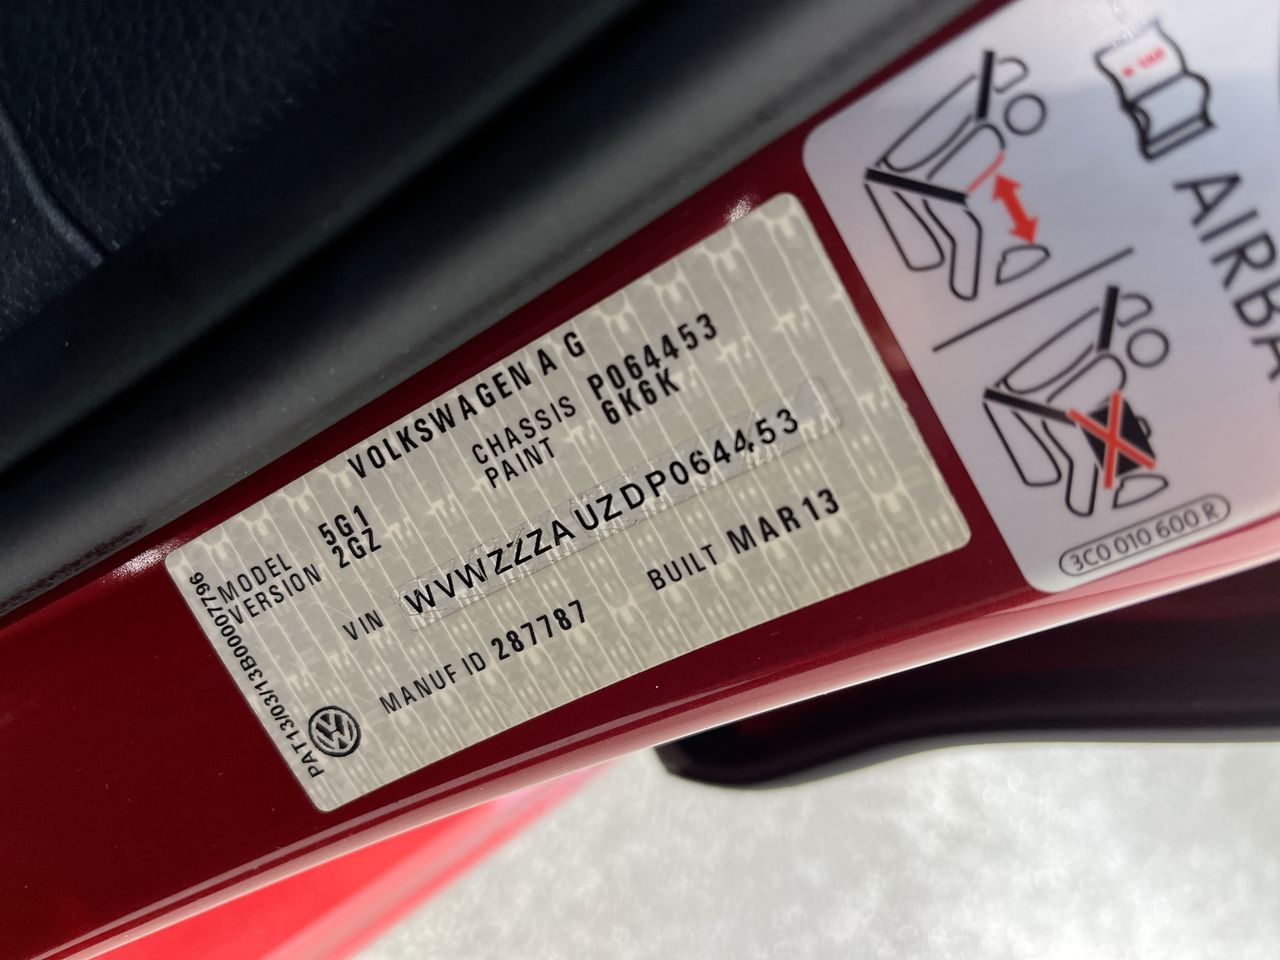 VOLKSWAGEN A G
MODEL 5G1 CHASSIS P064453
VERSION 2GZ PAINT 6K6K
VIN WVWZZZAUZDP064453
MANUF ID 287787 BUILT MAR13
PAT13/03/13B00007796
AIRBA
3C0 010 600 R